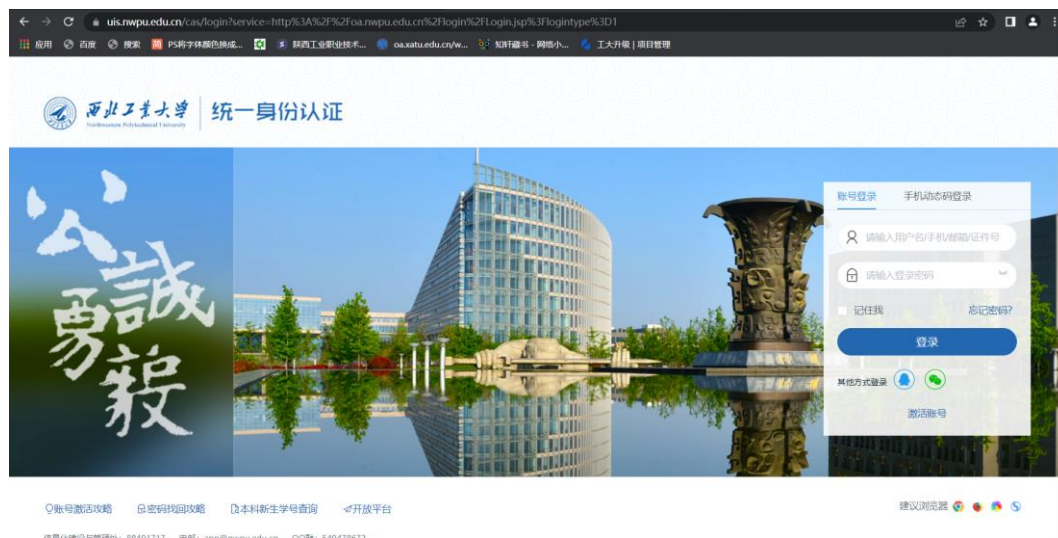 uis.nwpu.edu.cn/cas/login?service=http%3A%2F%2Foa.nwpu.edu.cn%2Flogin%2FLogin.jsp%3Flogintype%3D1
应用 百度 搜索 简 PS将字体颜色换成... 陕西工业职业技术... oa.xatu.edu.cn/w... 知轩藏书 - 网络小... 工大升级 | 项目管理
西北工业大学 统一身份认证
Northwestern Polytechnical University
公誠勇毅
账号登录 手机动态码登录
请输入用户名/手机/邮箱/证件号
请输入登录密码
记住我 忘记密码?
登录
其他方式登录
激活账号
账号激活攻略 密码找回攻略 本科新生学号查询 开放平台
建议浏览器